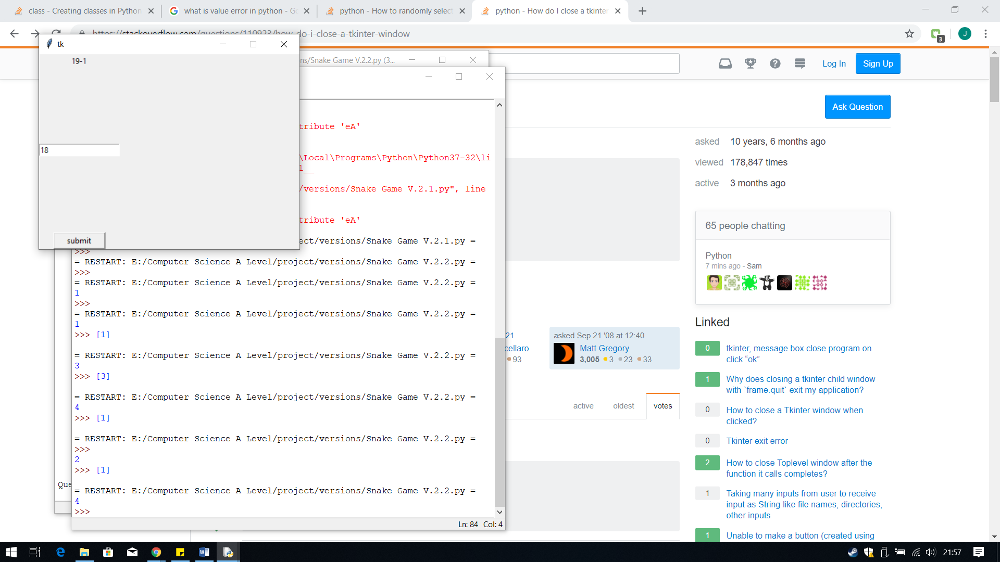 class - Creating classes in Python
what is value error in python - Go
python - How to randomly select
python - How do I close a tkinter
https://stackoverflow.com/questions/110923/how-do-i-close-a-tkinter-window
3
J
tk
19-1
18
submit
ns/Snake Game V.2.2.py (3...
Log In
Sign Up
Ask Question
tribute 'eA'
\Local\Programs\Python\Python37-32\li
l__
/versions/Snake Game V.2.1.py", line
tribute 'eA'
ect/versions/Snake Game V.2.1.py =
>>>
= RESTART: E:/Computer Science A Level/project/versions/Snake Game V.2.2.py =
>>>
= RESTART: E:/Computer Science A Level/project/versions/Snake Game V.2.2.py =
1
>>>
= RESTART: E:/Computer Science A Level/project/versions/Snake Game V.2.2.py =
1
>>> [1]
= RESTART: E:/Computer Science A Level/project/versions/Snake Game V.2.2.py =
3
>>> [3]
= RESTART: E:/Computer Science A Level/project/versions/Snake Game V.2.2.py =
4
>>> [1]
= RESTART: E:/Computer Science A Level/project/versions/Snake Game V.2.2.py =
>>>
2
>>> [1]
= RESTART: E:/Computer Science A Level/project/versions/Snake Game V.2.2.py =
4
>>>
Que
Ln: 84 Col: 4
21
cellaro
93
asked Sep 21 '08 at 12:40
Matt Gregory
3,005 3 23 33
active oldest votes
asked 10 years, 6 months ago
viewed 178,847 times
active 3 months ago
65 people chatting
Python
7 mins ago - Sam
Linked
0 tkinter, message box close program on
click “ok”
1 Why does closing a tkinter child window
with `frame.quit` exit my application?
0 How to close a Tkinter window when
clicked?
0 Tkinter exit error
2 How to close Toplevel window after the
function it calls completes?
1 Taking many inputs from user to receive
input as String like file names, directories,
other inputs
1 Unable to make a button (created using
21:57